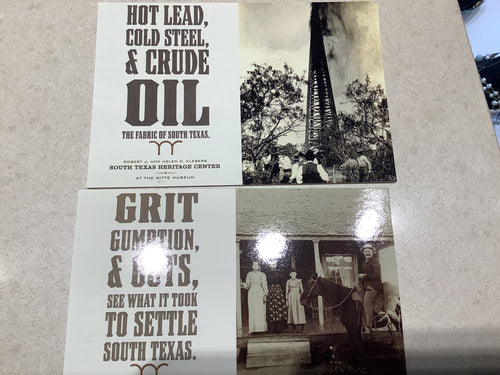 HOT LEAD,
COLD STEEL,
& CRUDE
OIL
THE FABRIC OF SOUTH TEXAS.
ROBERT J. AND HELEN C. KLEBERG
SOUTH TEXAS HERITAGE CENTER
AT THE WITTE MUSEUM
GRIT
GUMPTION,
& GUTS,
SEE WHAT IT TOOK
TO SETTLE
SOUTH TEXAS.